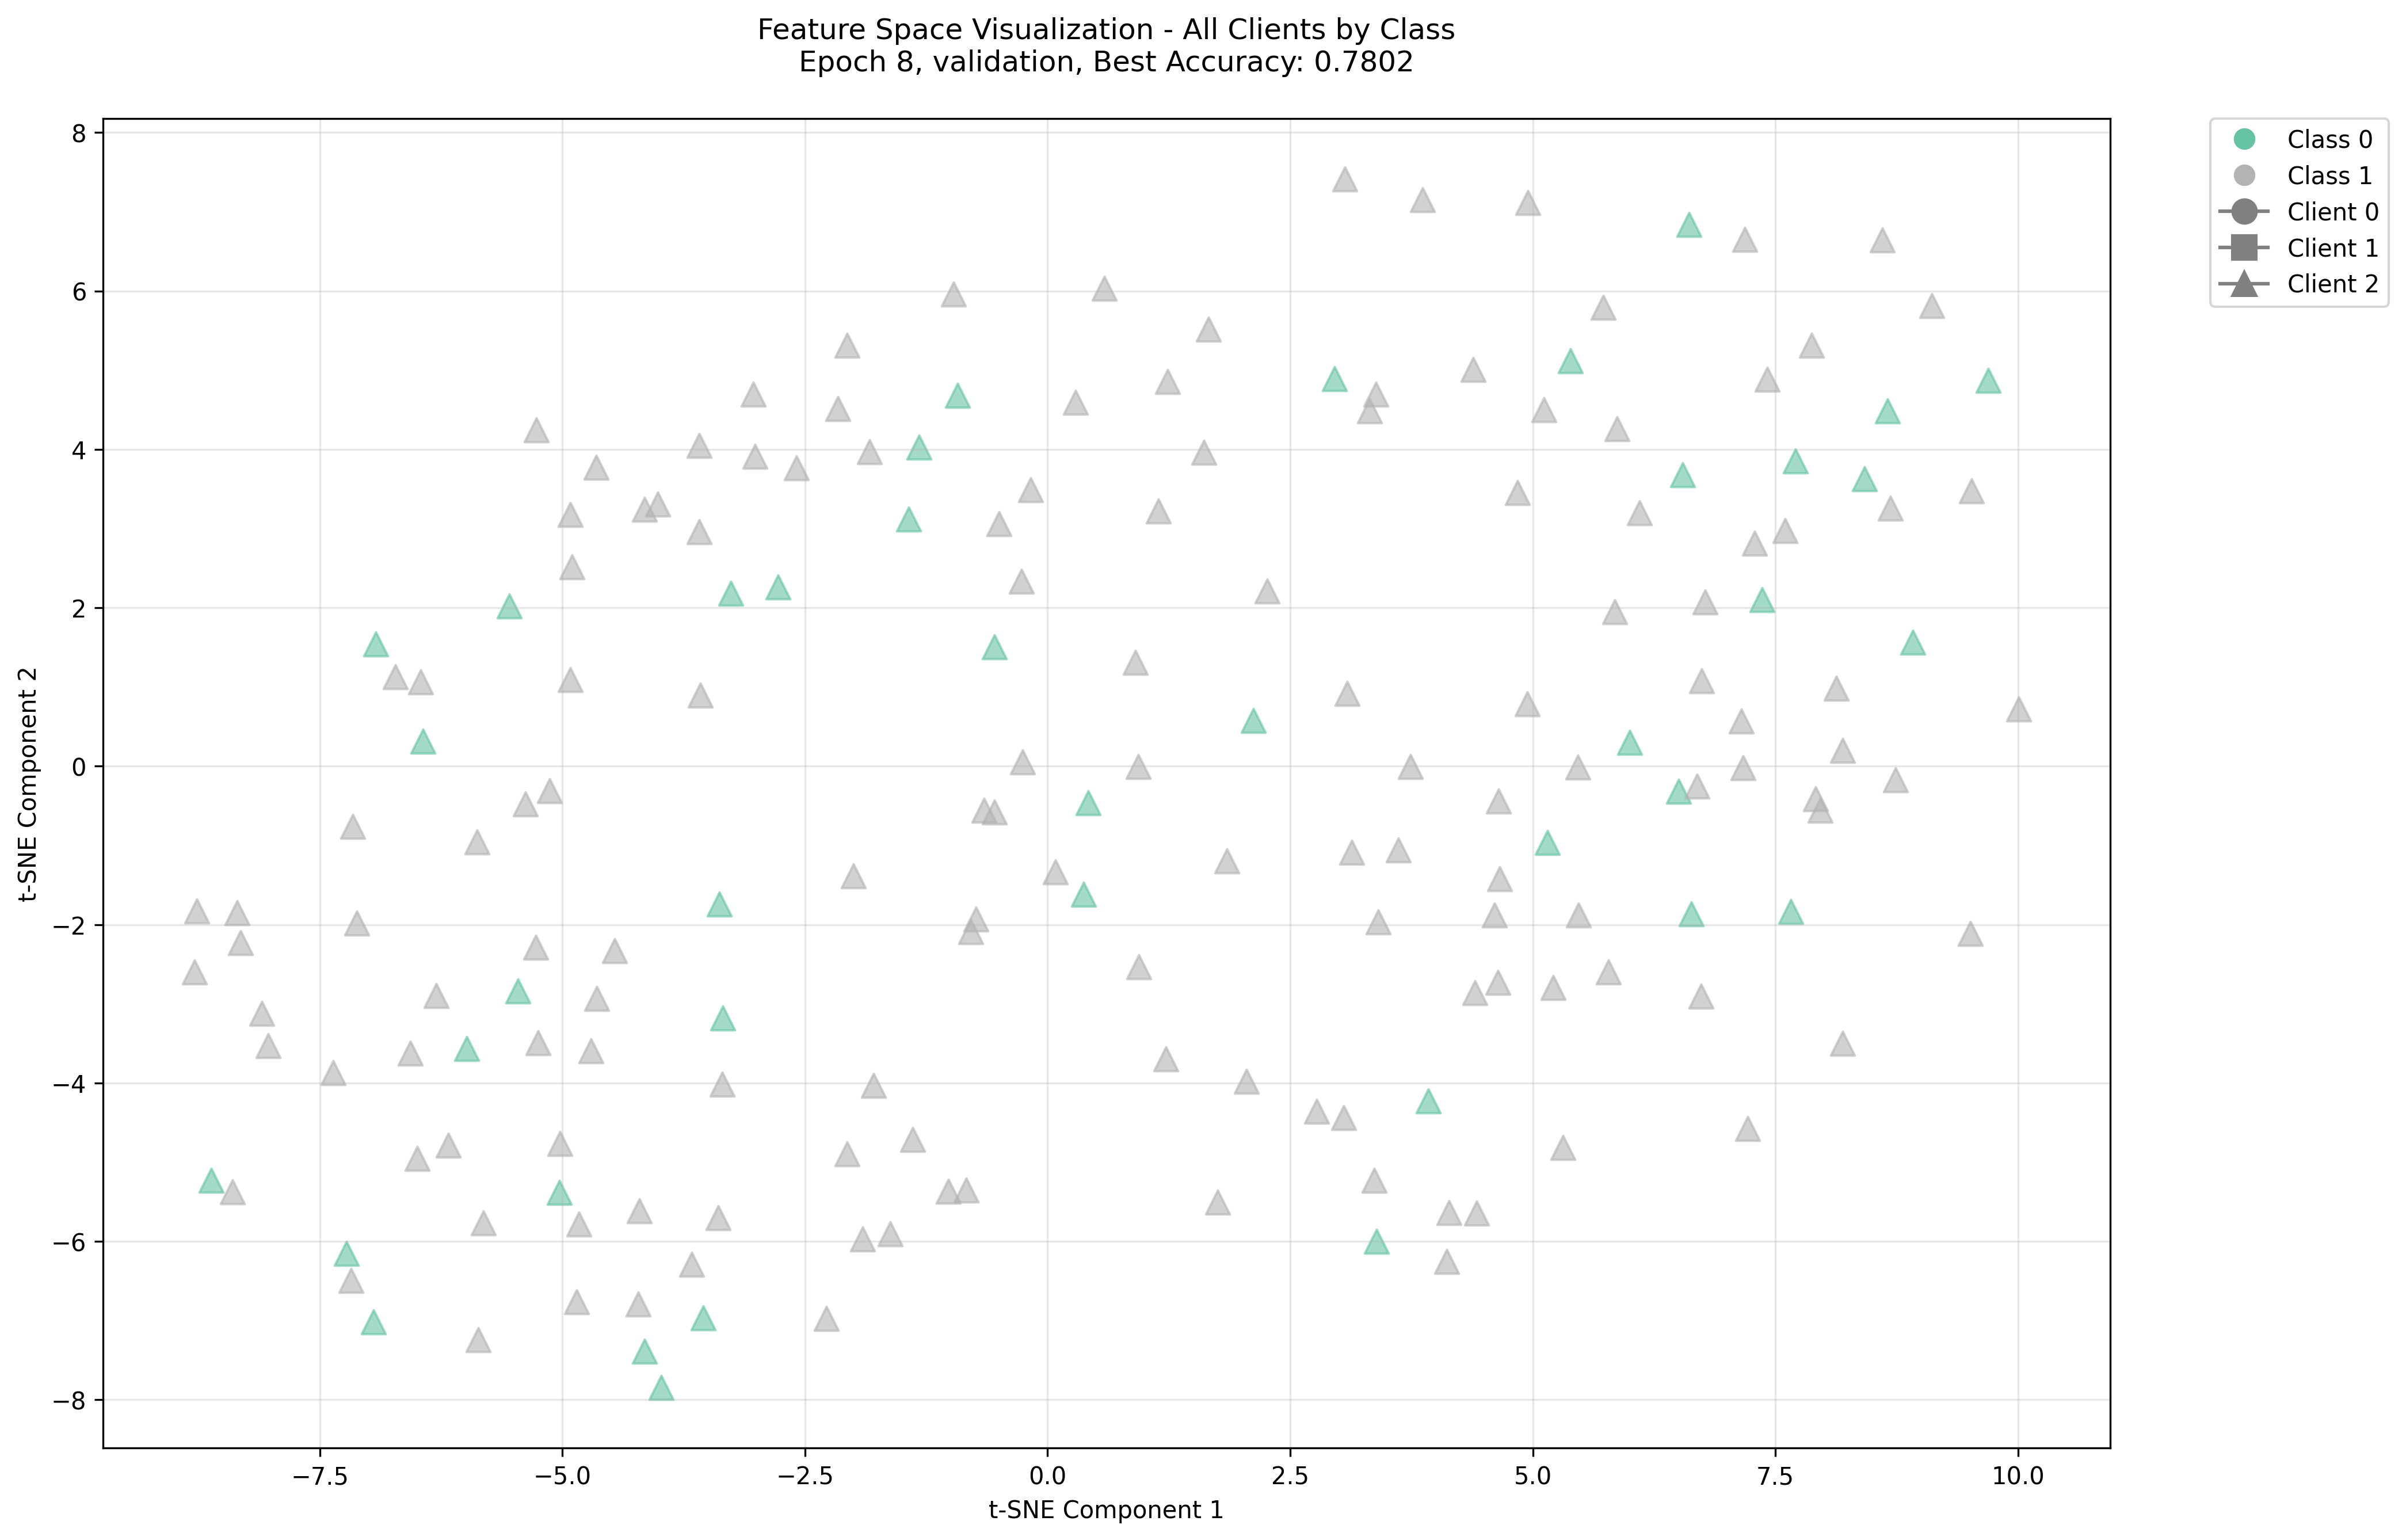 Feature Space Visualization - All Clients by Class
Epoch 8, validation, Best Accuracy: 0.7802
Class 0
Class 1
Client 0
Client 1
Client 2
t-SNE Component 2
8
6
4
2
0
−2
−4
−6
−8
−7.5
−5.0
−2.5
0.0
2.5
5.0
7.5
10.0
t-SNE Component 1